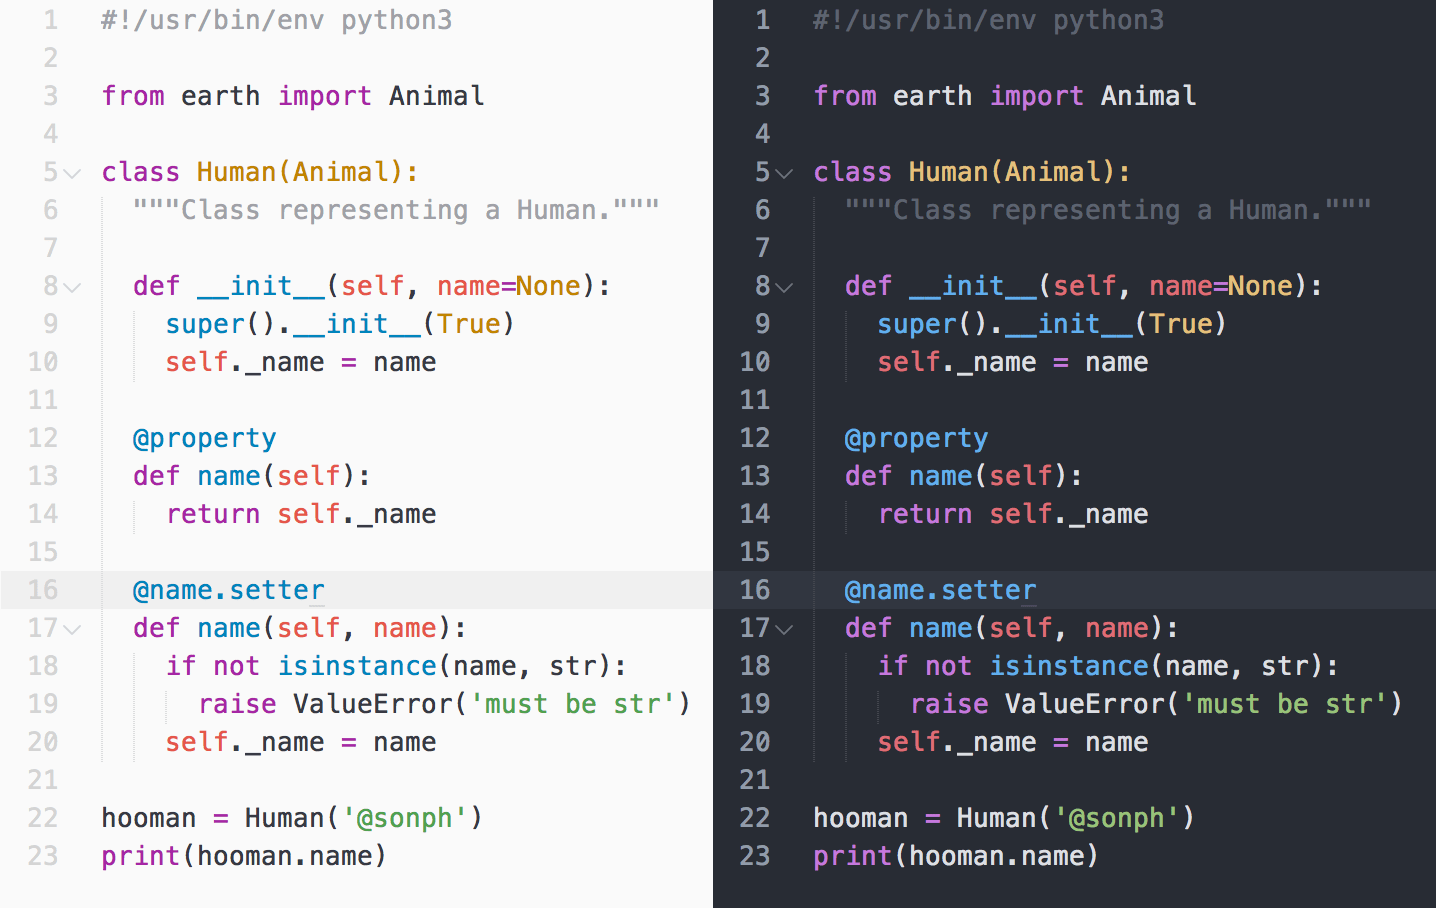 1 #!/usr/bin/env python3
2
3 from earth import Animal
4
5 class Human(Animal):
6   """Class representing a Human."""
7
8   def __init__(self, name=None):
9     super().__init__(True)
10     self._name = name
11
12   @property
13   def name(self):
14     return self._name
15
16   @name.setter
17   def name(self, name):
18     if not isinstance(name, str):
19       raise ValueError('must be str')
20     self._name = name
21
22 hooman = Human('@sonph')
23 print(hooman.name)
1 #!/usr/bin/env python3
2
3 from earth import Animal
4
5 class Human(Animal):
6   """Class representing a Human."""
7
8   def __init__(self, name=None):
9     super().__init__(True)
10     self._name = name
11
12   @property
13   def name(self):
14     return self._name
15
16   @name.setter
17   def name(self, name):
18     if not isinstance(name, str):
19       raise ValueError('must be str')
20     self._name = name
21
22 hooman = Human('@sonph')
23 print(hooman.name)